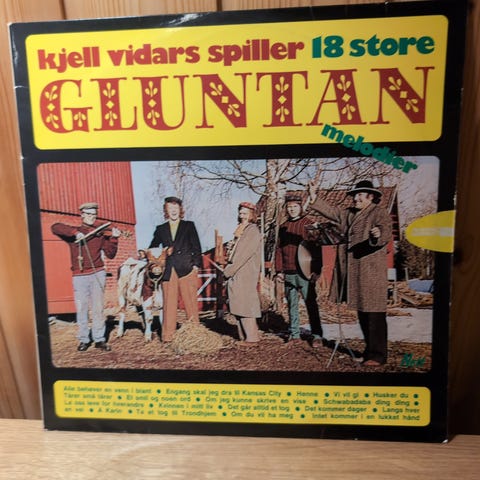 kjell vidars spiller 18 store
GLUNTAN
melodier
Alle behøver en venn i blant • Engang skal jeg dra til Kansas City • Henne • Vi vil gi • Husker du •
Tårer små tårer • Et smil og noen ord • Om jeg kunne skrive en vise • Schwabadaba ding ding •
La oss leve for hverandre • Kvinnen i mitt liv • Det går alltid et tog • Det kommer dager • Langs hver
en vei • Å Karin • Ta et tog til Trondhjem • Om du vil ha meg • Intet kommer i en lukket hånd